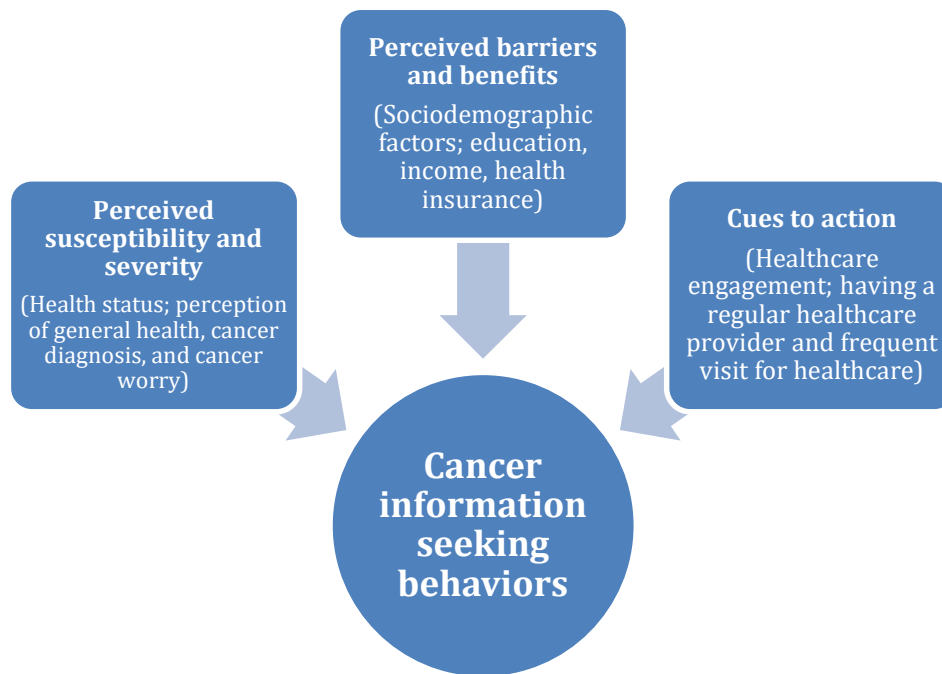 Perceived barriers
and benefits
(Sociodemographic
factors; education,
income, health
insurance)
Perceived
susceptibility and
severity
(Health status; perception
of general health, cancer
diagnosis, and cancer
worry)
Cues to action
(Healthcare
engagement; having a
regular healthcare
provider and frequent
visit for healthcare)
Cancer
information
seeking
behaviors